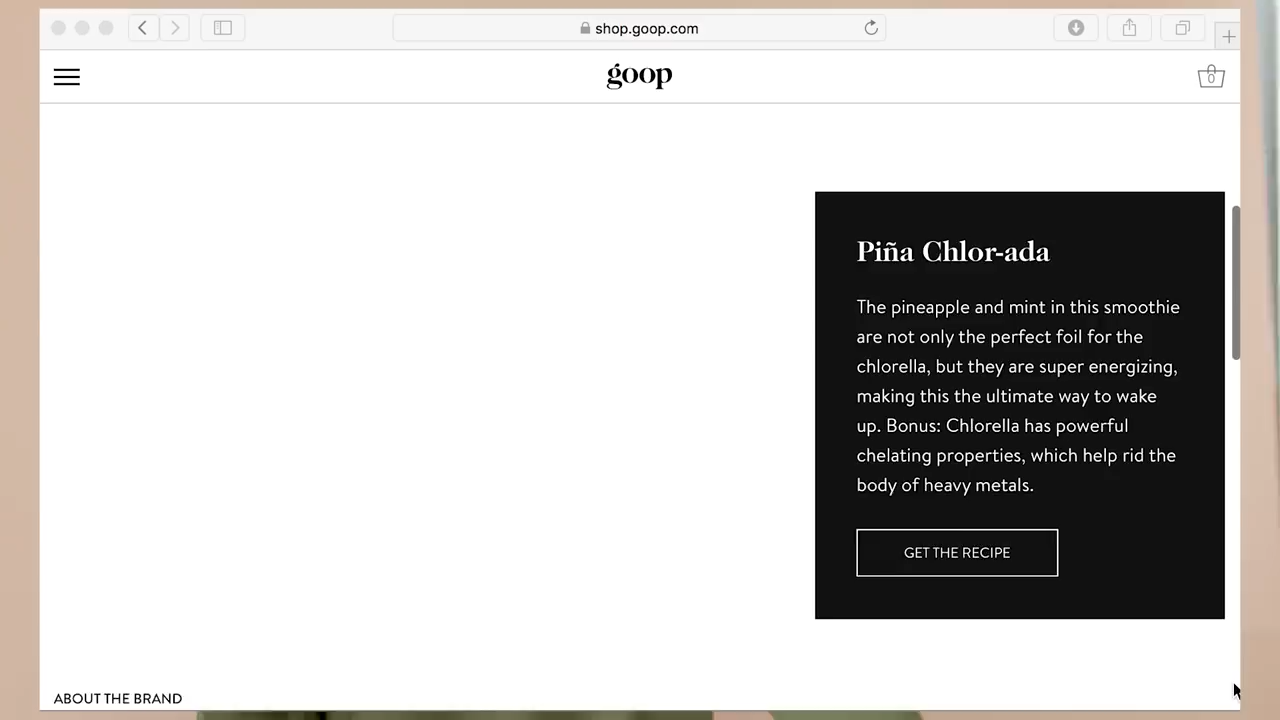 shop.goop.com
goop
0
Piña Chlor-ada
The pineapple and mint in this smoothie
are not only the perfect foil for the
chlorella, but they are super energizing,
making this the ultimate way to wake
up. Bonus: Chlorella has powerful
chelating properties, which help rid the
body of heavy metals.
GET THE RECIPE
ABOUT THE BRAND